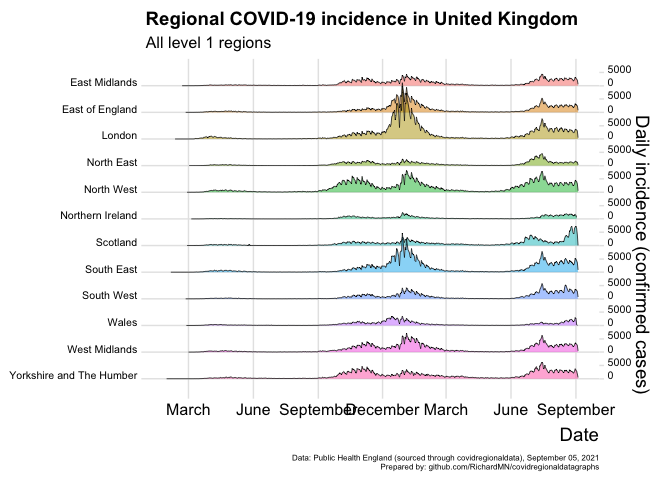 Regional COVID-19 incidence in United Kingdom
All level 1 regions
East Midlands
5000
0
East of England
5000
0
London
5000
0
North East
5000
0
North West
5000
0
Northern Ireland
5000
0
Scotland
5000
0
South East
5000
0
South West
5000
0
Wales
5000
0
West Midlands
5000
0
Yorkshire and The Humber
5000
0
Daily incidence (confirmed cases)
March June September December March June September
Date
Data: Public Health England (sourced through covidregionaldata), September 05, 2021
Prepared by: github.com/RichardMN/covidregionaldatagraphs